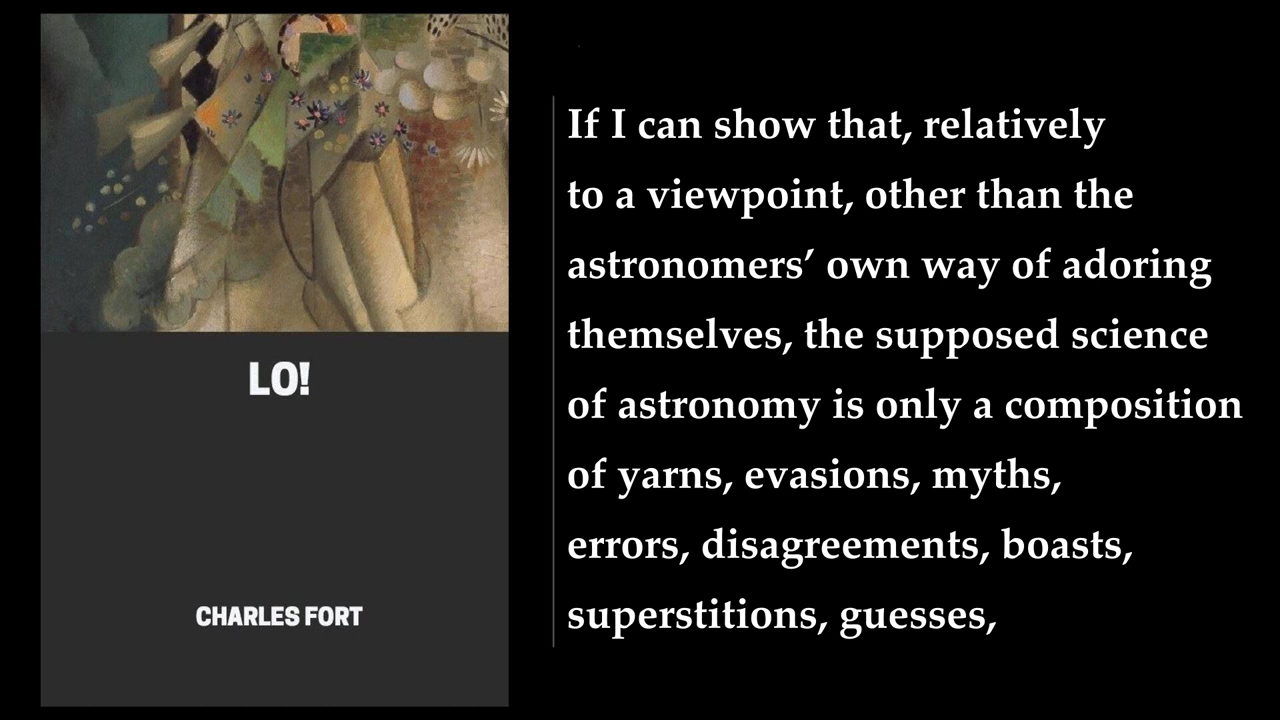 LO!
CHARLES FORT
If I can show that, relatively
to a viewpoint, other than the
astronomers’ own way of adoring
themselves, the supposed science
of astronomy is only a composition
of yarns, evasions, myths,
errors, disagreements, boasts,
superstitions, guesses,